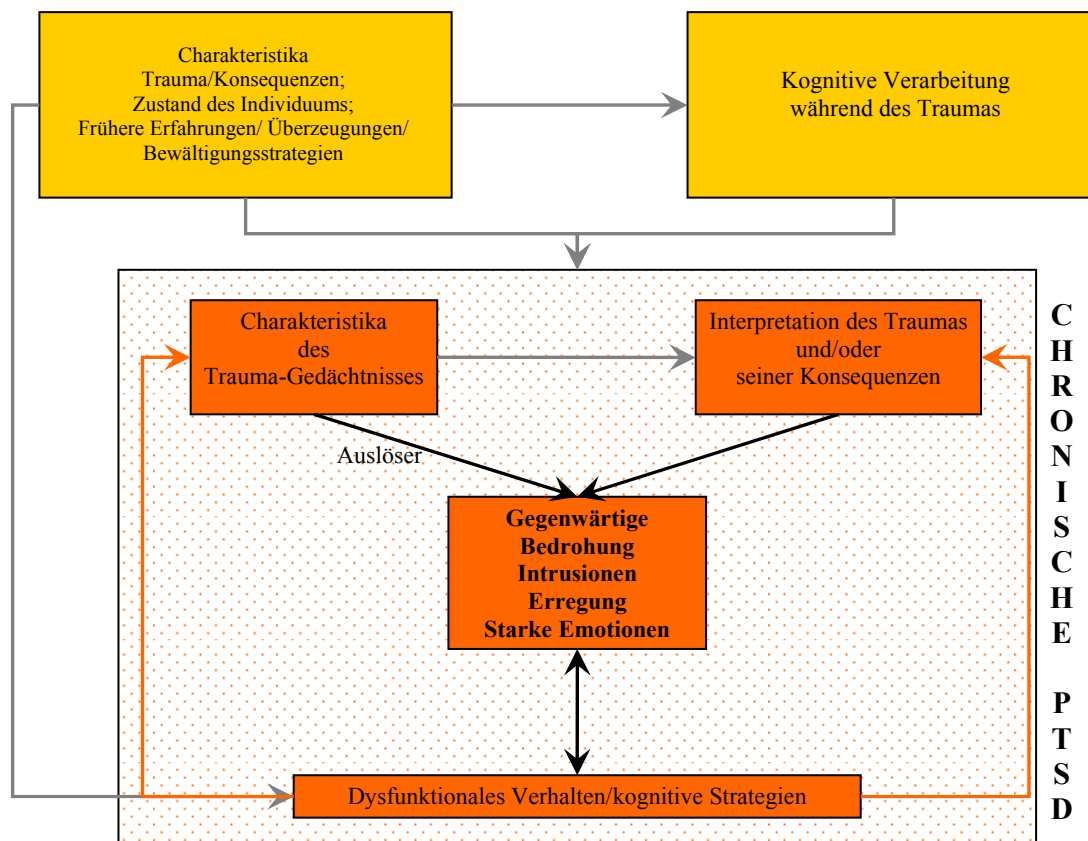 Charakteristika
Trauma/Konsequenzen;
Zustand des Individuums;
Frühere Erfahrungen/ Überzeugungen/
Bewältigungsstrategien
Kognitive Verarbeitung
während des Traumas
Charakteristika
des
Trauma-Gedächtnisses
Interpretation des Traumas
und/oder
seiner Konsequenzen
Auslöser
Gegenwärtige
Bedrohung
Intrusionen
Erregung
Starke Emotionen
Dysfunktionales Verhalten/kognitive Strategien
C
H
R
O
N
I
S
C
H
E
P
T
S
D